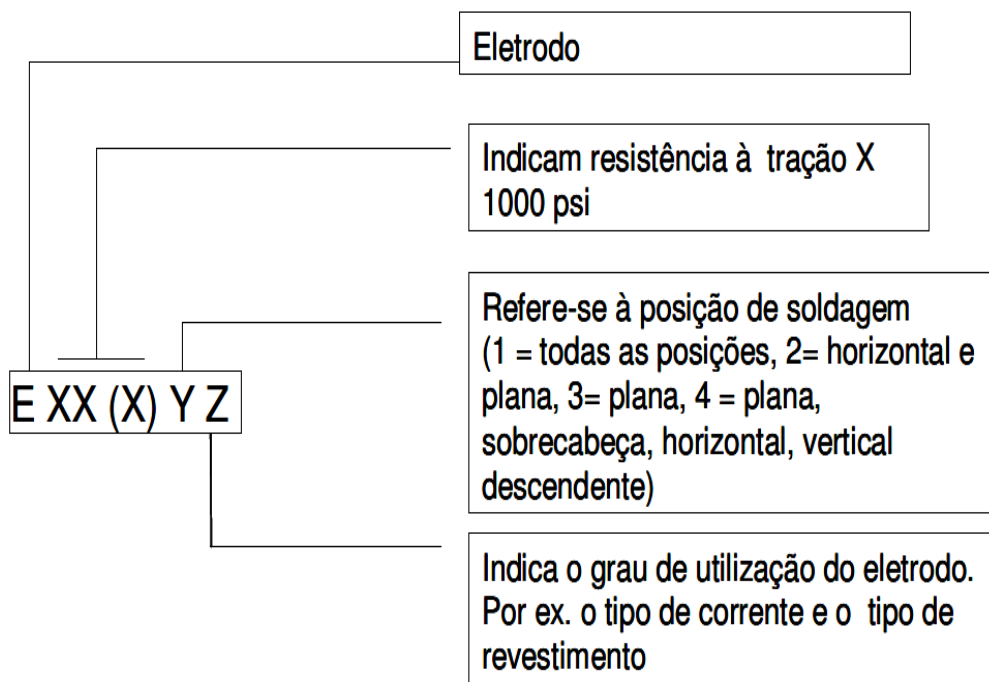 Eletrodo
Indicam resistência à tração X
1000 psi
Refere-se à posição de soldagem
(1 = todas as posições, 2= horizontal e
plana, 3= plana, 4 = plana,
sobrecabeça, horizontal, vertical
descendente)
E XX (X) Y Z
Indica o grau de utilização do eletrodo.
Por ex. o tipo de corrente e o tipo de
revestimento